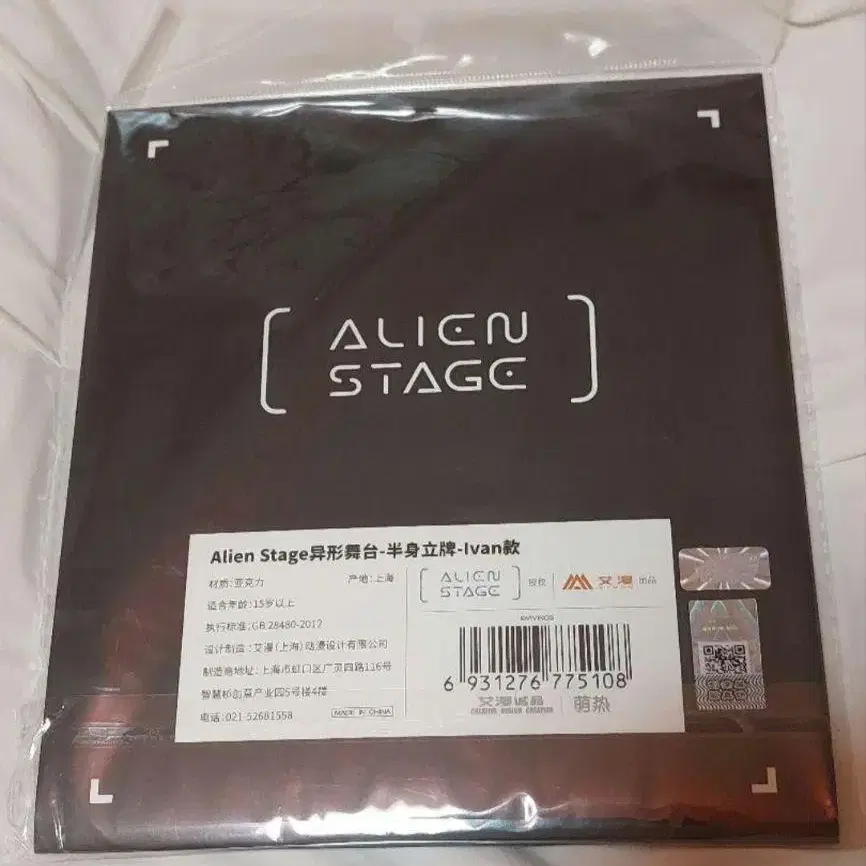 ALIEN
STAGE
Alien Stage异形舞台-半身立牌-Ivan款
材质:亚克力
产地:上海
适合年龄:15岁以上
执行标准:GB 28480-2012
设计制造:艾漫(上海)动漫设计有限公司
制造商地址:上海市虹口区广灵四路116号
智慧桥创意产业园5号楼4楼
电话:021-52681558
MADE IN CHINA
ALIEN
STAGE
授权
艾漫
出品
6 931276 775108
艾漫诚品
萌热